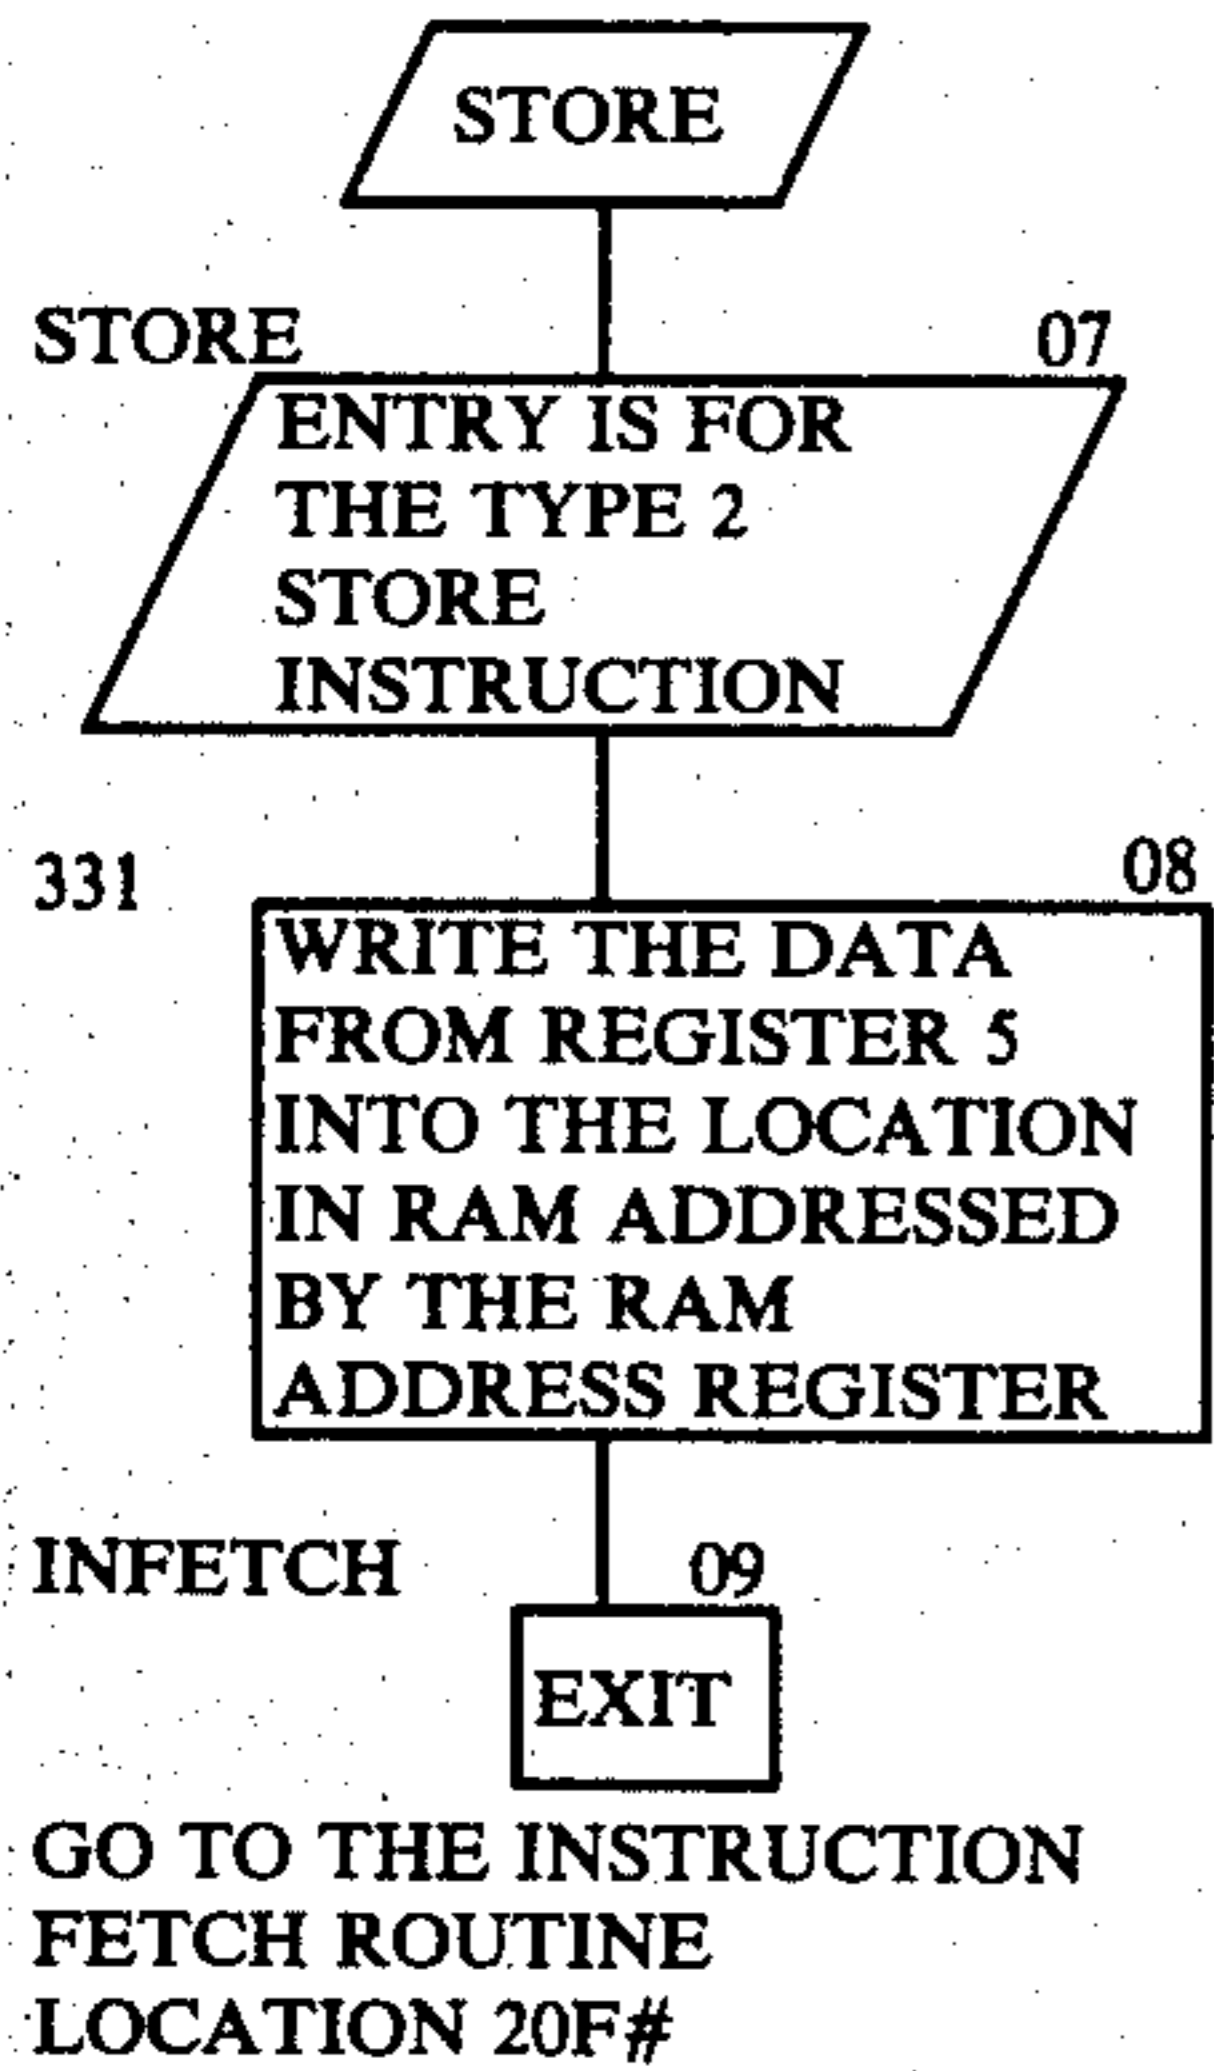 STORE
STORE 07
ENTRY IS FOR
THE TYPE 2
STORE
INSTRUCTION
331 08
WRITE THE DATA
FROM REGISTER 5
INTO THE LOCATION
IN RAM ADDRESSED
BY THE RAM
ADDRESS REGISTER
INFETCH 09
EXIT
GO TO THE INSTRUCTION
FETCH ROUTINE
LOCATION 20F#